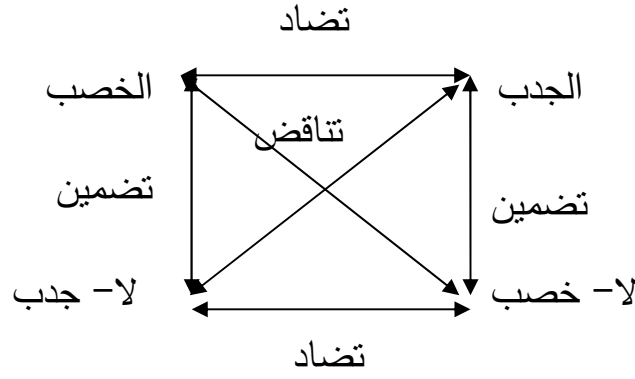 تضاد
الجدب
الخصب
تناقض
تضمين
تضمين
لا- خصب
لا- جدب
تضاد